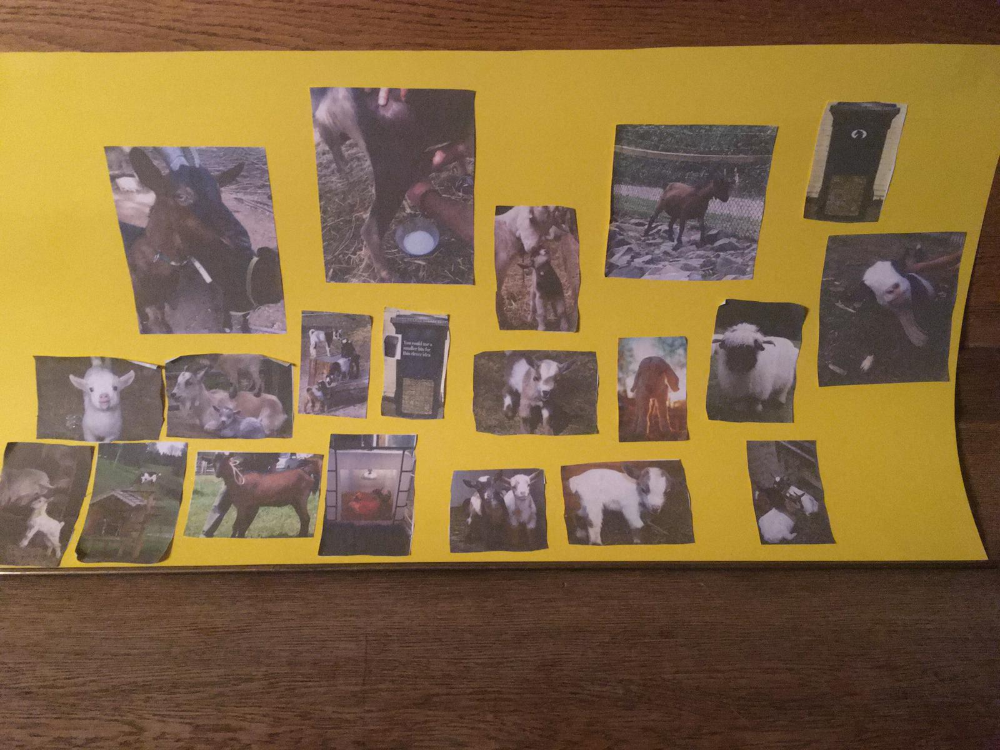 You could use a
smaller bin for
this clever idea